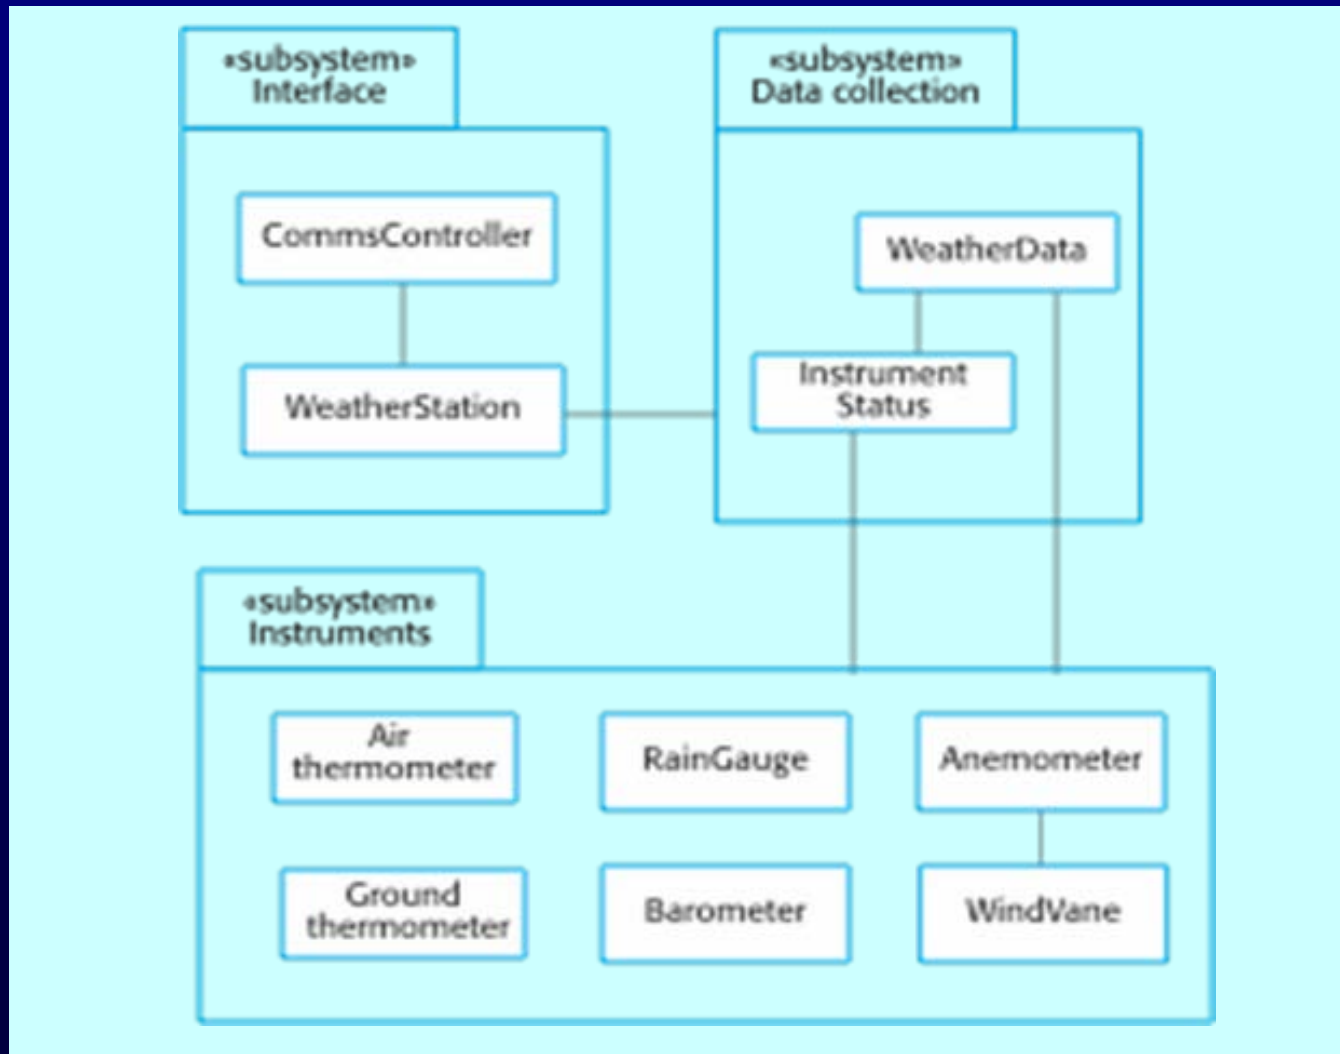 «subsystem»
Interface
CommsController
WeatherStation
«subsystem»
Data collection
WeatherData
Instrument
Status
«subsystem»
Instruments
Air
thermometer
RainGauge
Anemometer
Ground
thermometer
Barometer
WindVane